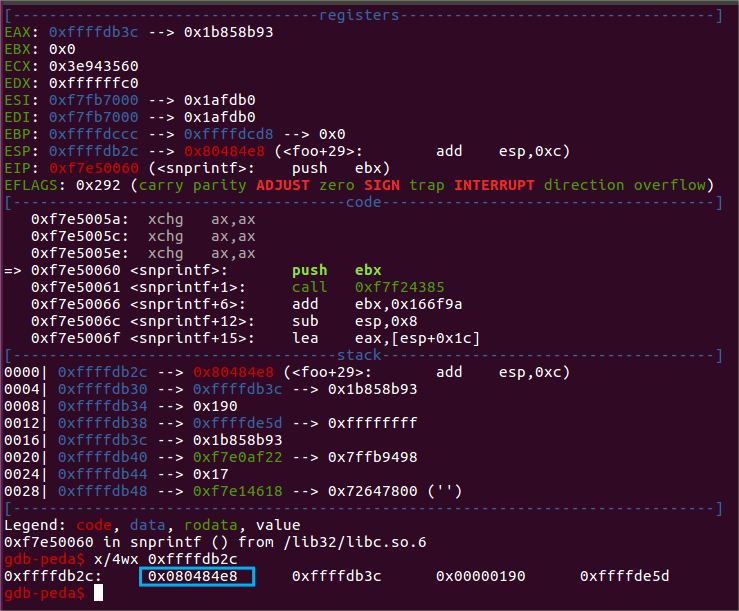 [----------------------------------registers-----------------------------------]
EAX: 0xffffdb3c --> 0x1b858b93
EBX: 0x0
ECX: 0x3e943560
EDX: 0xffffffc0
ESI: 0xf7fb7000 --> 0x1afdb0
EDI: 0xf7fb7000 --> 0x1afdb0
EBP: 0xffffdccc --> 0xffffdcd8 --> 0x0
ESP: 0xffffdb2c --> 0x80484e8 (<foo+29>: add esp,0xc)
EIP: 0xf7e50060 (<snprintf>: push ebx)
EFLAGS: 0x292 (carry parity ADJUST zero SIGN trap INTERRUPT direction overflow)
[-------------------------------------code-------------------------------------]
0xf7e5005a: xchg ax,ax
0xf7e5005c: xchg ax,ax
0xf7e5005e: xchg ax,ax
=> 0xf7e50060 <snprintf>: push ebx
0xf7e50061 <snprintf+1>: call 0xf7f24385
0xf7e50066 <snprintf+6>: add ebx,0x166f9a
0xf7e5006c <snprintf+12>: sub esp,0x8
0xf7e5006f <snprintf+15>: lea eax,[esp+0x1c]
[------------------------------------stack-------------------------------------]
0000| 0xffffdb2c --> 0x80484e8 (<foo+29>: add esp,0xc)
0004| 0xffffdb30 --> 0xffffdb3c --> 0x1b858b93
0008| 0xffffdb34 --> 0x190
0012| 0xffffdb38 --> 0xffffde5d --> 0xffffffff
0016| 0xffffdb3c --> 0x1b858b93
0020| 0xffffdb40 --> 0xf7e0af22 --> 0x7ffb9498
0024| 0xffffdb44 --> 0x17
0028| 0xffffdb48 --> 0xf7e14618 --> 0x72647800 ('')
[------------------------------------------------------------------------------]
Legend: code, data, rodata, value
0xf7e50060 in snprintf () from /lib32/libc.so.6
gdb-peda$ x/4wx 0xffffdb2c
0xffffdb2c: 0x080484e8 0xffffdb3c 0x00000190 0xffffde5d
gdb-peda$